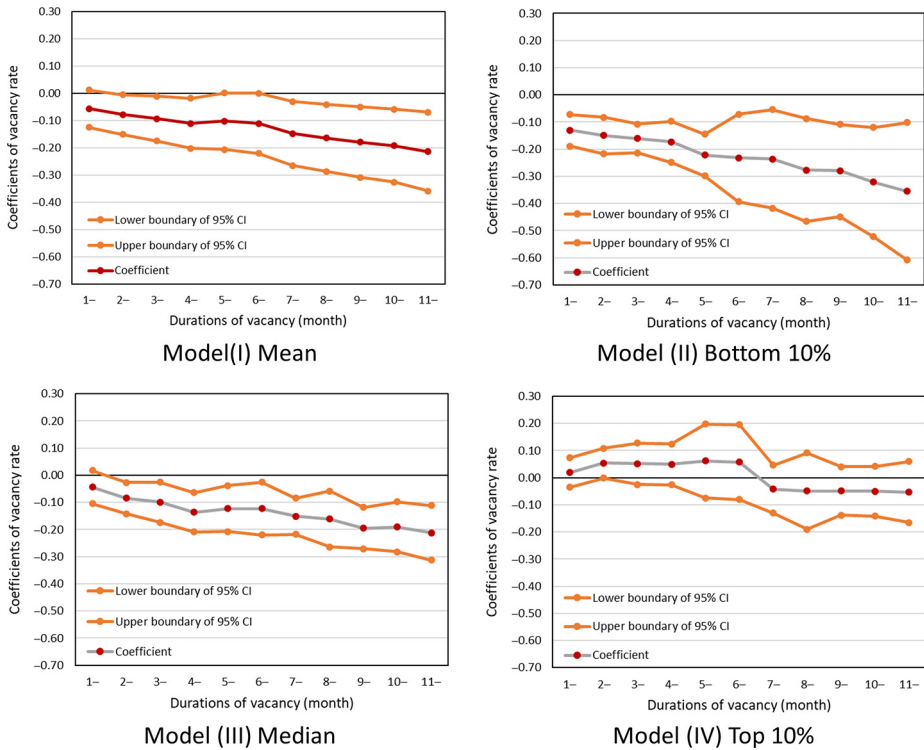 0.30
0.20
0.10
0.00
–0.10
–0.20
–0.30
–0.40
–0.50
–0.60
–0.70
Coefficients of vacancy rate
Lower boundary of 95% CI
Upper boundary of 95% CI
Coefficient
1– 2– 3– 4– 5– 6– 7– 8– 9– 10– 11–
Durations of vacancy (month)
Model(I) Mean
0.30
0.20
0.10
0.00
–0.10
–0.20
–0.30
–0.40
–0.50
–0.60
–0.70
Coefficients of vacancy rate
Lower boundary of 95% CI
Upper boundary of 95% CI
Coefficient
1– 2– 3– 4– 5– 6– 7– 8– 9– 10– 11–
Durations of vacancy (month)
Model (II) Bottom 10%
0.30
0.20
0.10
0.00
–0.10
–0.20
–0.30
–0.40
–0.50
–0.60
–0.70
Coefficients of vacancy rate
Lower boundary of 95% CI
Upper boundary of 95% CI
Coefficient
1– 2– 3– 4– 5– 6– 7– 8– 9– 10– 11–
Durations of vacancy (month)
Model (III) Median
0.30
0.20
0.10
0.00
–0.10
–0.20
–0.30
–0.40
–0.50
–0.60
–0.70
Coefficients of vacancy rate
Lower boundary of 95% CI
Upper boundary of 95% CI
Coefficient
1– 2– 3– 4– 5– 6– 7– 8– 9– 10– 11–
Durations of vacancy (month)
Model (IV) Top 10%